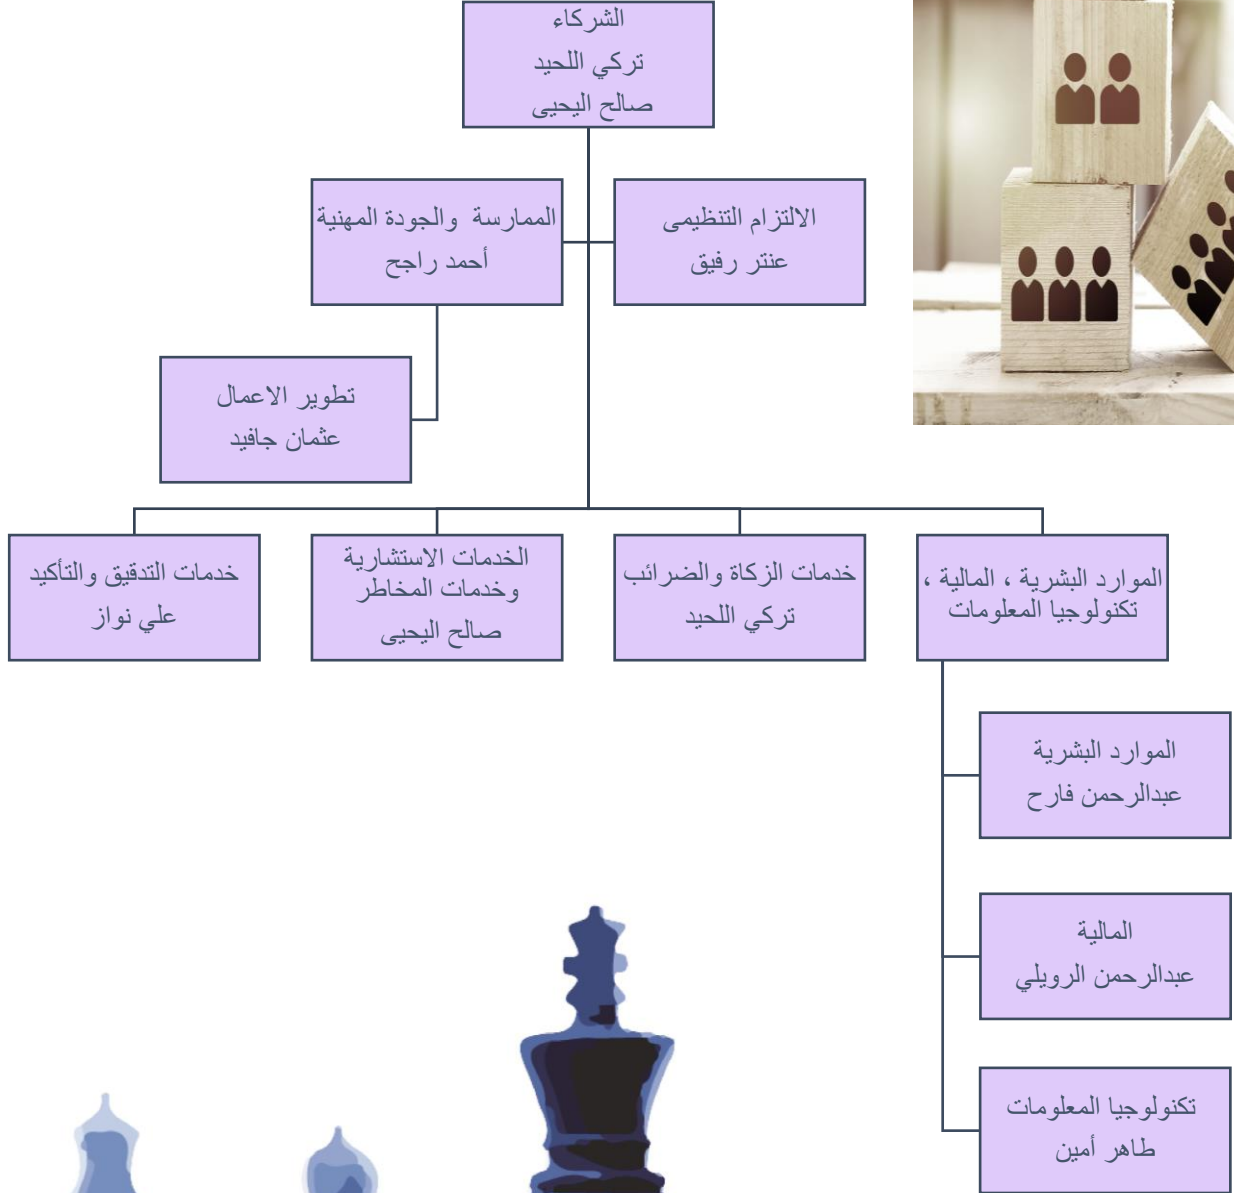 الشركاء
تركي اللحيد
صالح اليحيى
الالتزام التنظيمى
عنتر رفيق
الممارسة والجودة المهنية
أحمد راجح
تطوير الاعمال
عثمان جافيد
الموارد البشرية ، المالية ،
تكنولوجيا المعلومات
خدمات الزكاة والضرائب
تركي اللحيد
الخدمات الاستشارية
وخدمات المخاطر
صالح اليحيى
خدمات التدقيق والتأكيد
علي نواز
الموارد البشرية
عبدالرحمن فارح
المالية
عبدالرحمن الرويلي
تكنولوجيا المعلومات
طاهر أمين